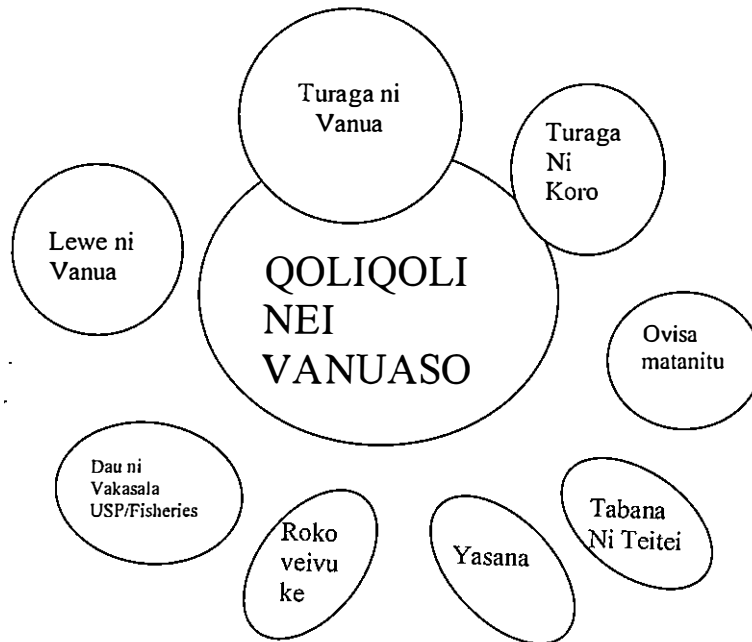 Turaga ni
Vanua
Turaga
Ni
Koro
Lewe ni
Vanua
QOLIQOLI
NEI
VANUASO
Ovisa
matanitu
Dau ni
Vakasala
USP/Fisheries
Roko
veivu
ke
Yasana
Tabana
Ni Teitei